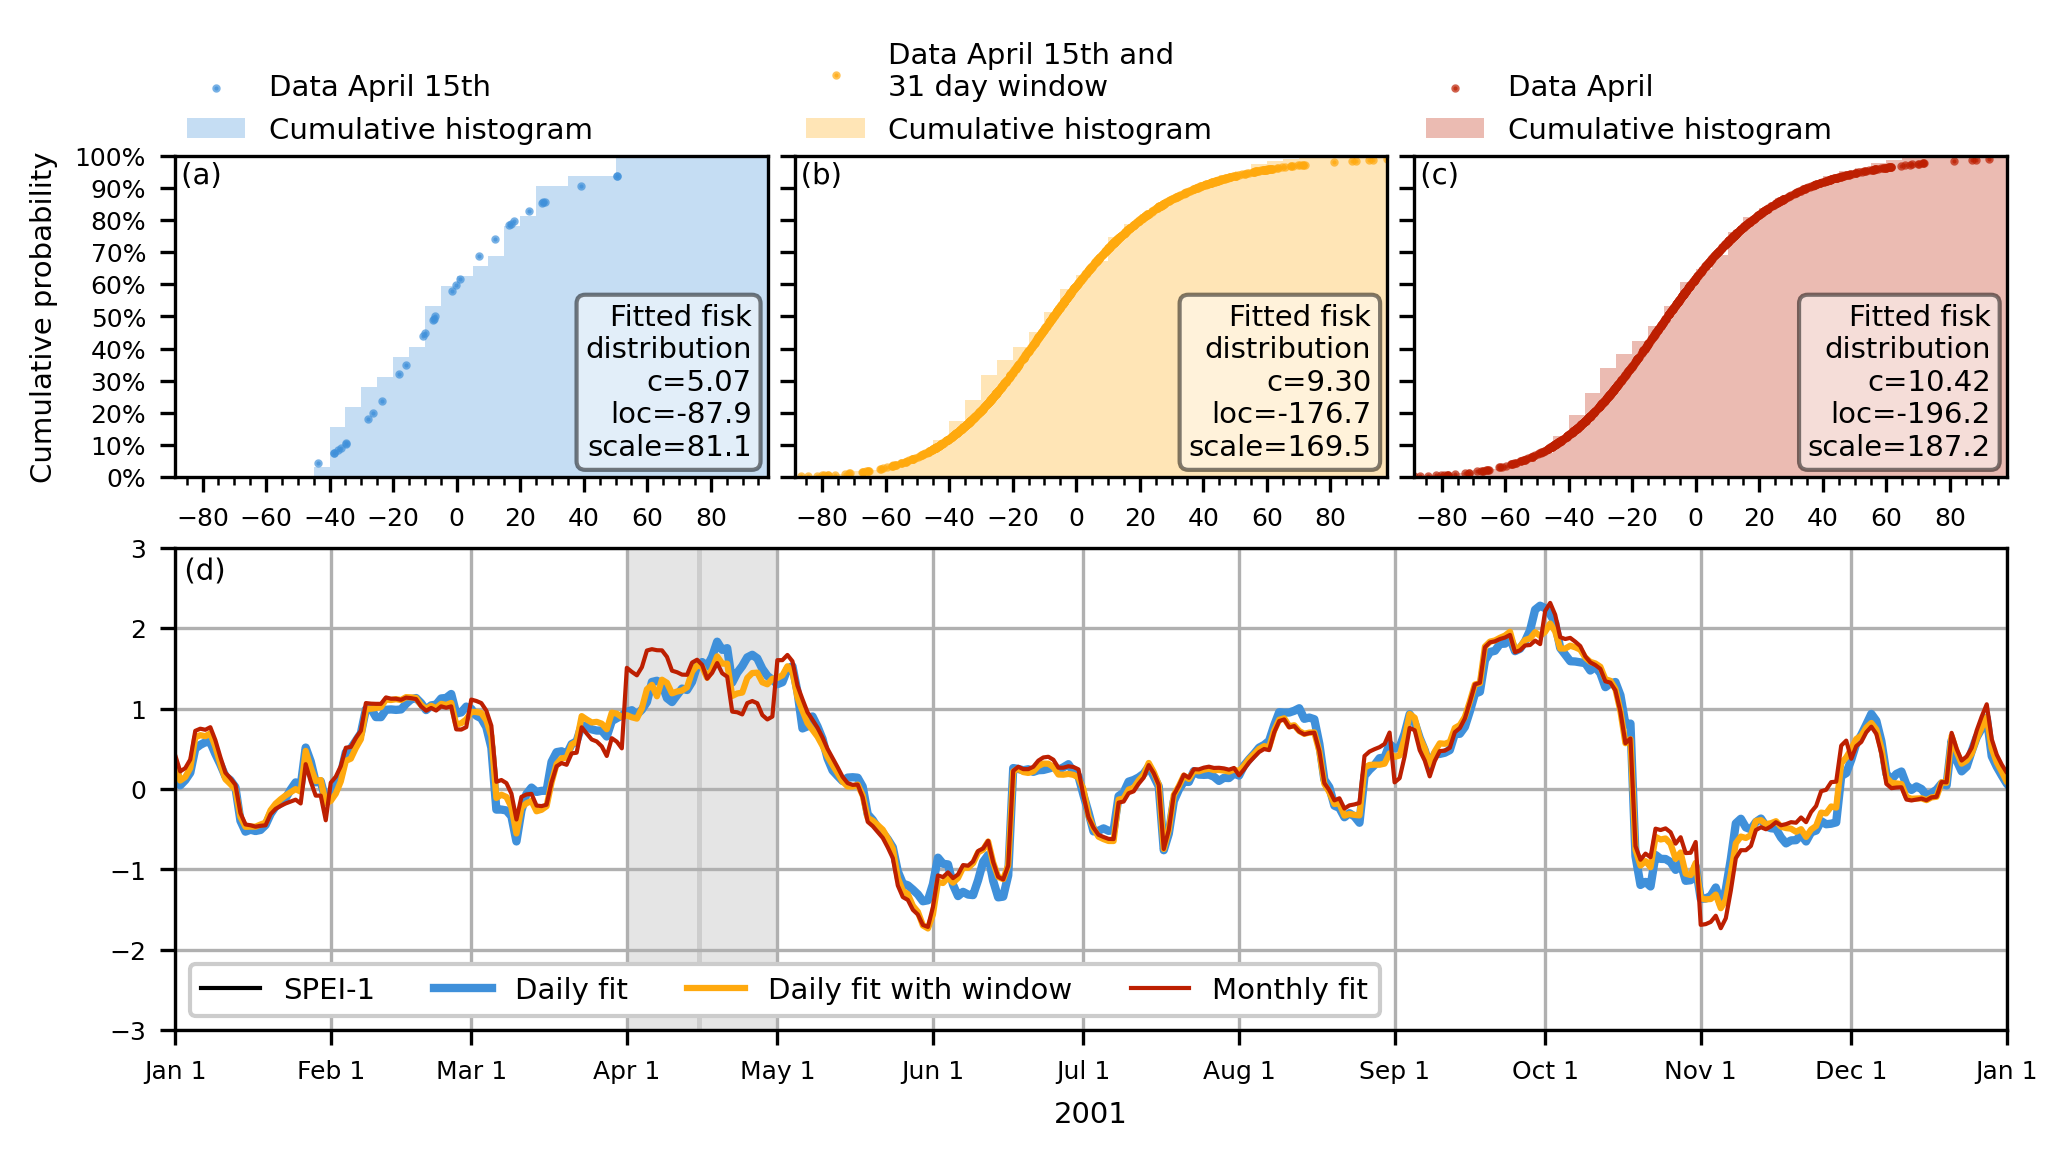 Data April 15th
Cumulative histogram
Data April 15th and
31 day window
Cumulative histogram
Data April
Cumulative histogram
Cumulative probability
100%
90%
80%
70%
60%
50%
40%
30%
20%
10%
0%
(a)
Fitted fisk
distribution
c=5.07
loc=-87.9
scale=81.1
−80 −60 −40 −20 0 20 40 60 80
(b)
Fitted fisk
distribution
c=9.30
loc=-176.7
scale=169.5
−80 −60 −40 −20 0 20 40 60 80
(c)
Fitted fisk
distribution
c=10.42
loc=-196.2
scale=187.2
−80 −60 −40 −20 0 20 40 60 80
(d)
3
2
1
0
−1
−2
−3
SPEI-1 Daily fit Daily fit with window Monthly fit
Jan 1 Feb 1 Mar 1 Apr 1 May 1 Jun 1 Jul 1 Aug 1 Sep 1 Oct 1 Nov 1 Dec 1 Jan 1
2001